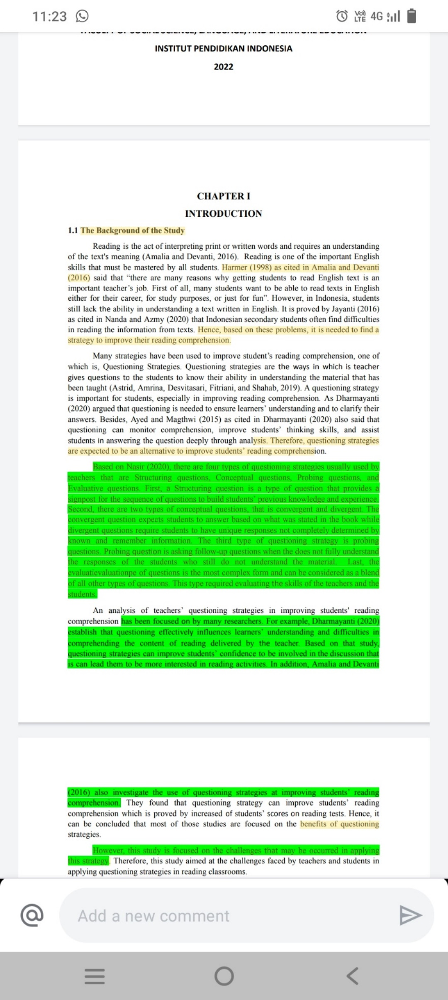 11:23
Vo) LTE 4G
FACULTY OF SOCIAL SCIENCE, LANGUAGE, AND LITERATURE EDUCATION
INSTITUT PENDIDIKAN INDONESIA
2022
CHAPTER I
INTRODUCTION
1.1 The Background of the Study
Reading is the act of interpreting print or written words and requires an understanding
of the text's meaning (Amalia and Devanti, 2016). Reading is one of the important English
skills that must be mastered by all students. Harmer (1998) as cited in Amalia and Devanti
(2016) said that “there are many reasons why getting students to read English text is an
important teacher’s job. First of all, many students want to be able to read texts in English
either for their career, for study purposes, or just for fun”. However, in Indonesia, students
still lack the ability in understanding a text written in English. It is proved by Jayanti (2016)
as cited in Nanda and Azmy (2020) that Indonesian secondary students often find difficulties
in reading the information from texts. Hence, based on these problems, it is needed to find a
strategy to improve their reading comprehension.
Many strategies have been used to improve student’s reading comprehension, one of
which is, Questioning Strategies. Questioning strategies are the ways in which is teacher
gives questions to the students to know their ability in understanding the material that has
been taught (Astrid, Amrina, Desvitasari, Fitriani, and Shahab, 2019). A questioning strategy
is important for students, especially in improving reading comprehension. As Dharmayanti
(2020) argued that questioning is needed to ensure learners’ understanding and to clarify their
answers. Besides, Ayed and Magthwi (2015) as cited in Dharmayanti (2020) also said that
questioning can monitor comprehension, improve students’ thinking skills, and assist
students in answering the question deeply through analysis. Therefore, questioning strategies
are expected to be an alternative to improve students’ reading comprehension.
Based on Nasir (2020), there are four types of questioning strategies usually used by
teachers that are Structuring questions, Conceptual questions, Probing questions, and
Evaluative questions. First, a Structuring question is a type of question that provides a
signpost for the sequence of questions to build students’ previous knowledge and experience.
Second, there are two types of conceptual questions, that is convergent and divergent. The
convergent question expects students to answer based on what was stated in the book while
divergent questions require students to have unique responses not completely determined by
known and remember information. The third type of questioning strategy is probing
questions. Probing question is asking follow-up questions when the does not fully understand
the responses of the students who still do not understand the material. Last, the
evaluatievaluationpe of questions is the most complex form and can be considered as a blend
of all other types of questions. This type required evaluating the skills of the teachers and the
students.
An analysis of teachers’ questioning strategies in improving students' reading
comprehension has been focused on by many researchers. For example, Dharmayanti (2020)
establish that questioning effectively influences learners’ understanding and difficulties in
comprehending the content of reading delivered by the teacher. Based on that study,
questioning strategies can improve students’ confidence to be involved in the discussion that
is can lead them to be more interested in reading activities. In addition, Amalia and Devanti
(2016) also investigate the use of questioning strategies at improving students’ reading
comprehension. They found that questioning strategy can improve students’ reading
comprehension which is proved by increased of students’ scores on reading tests. Hence, it
can be concluded that most of those studies are focused on the benefits of questioning
strategies.
However, this study is focused on the challenges that may be occurred in applying
this strategy. Therefore, this study aimed at the challenges faced by teachers and students in
applying questioning strategies in reading classrooms.
@ Add a new comment